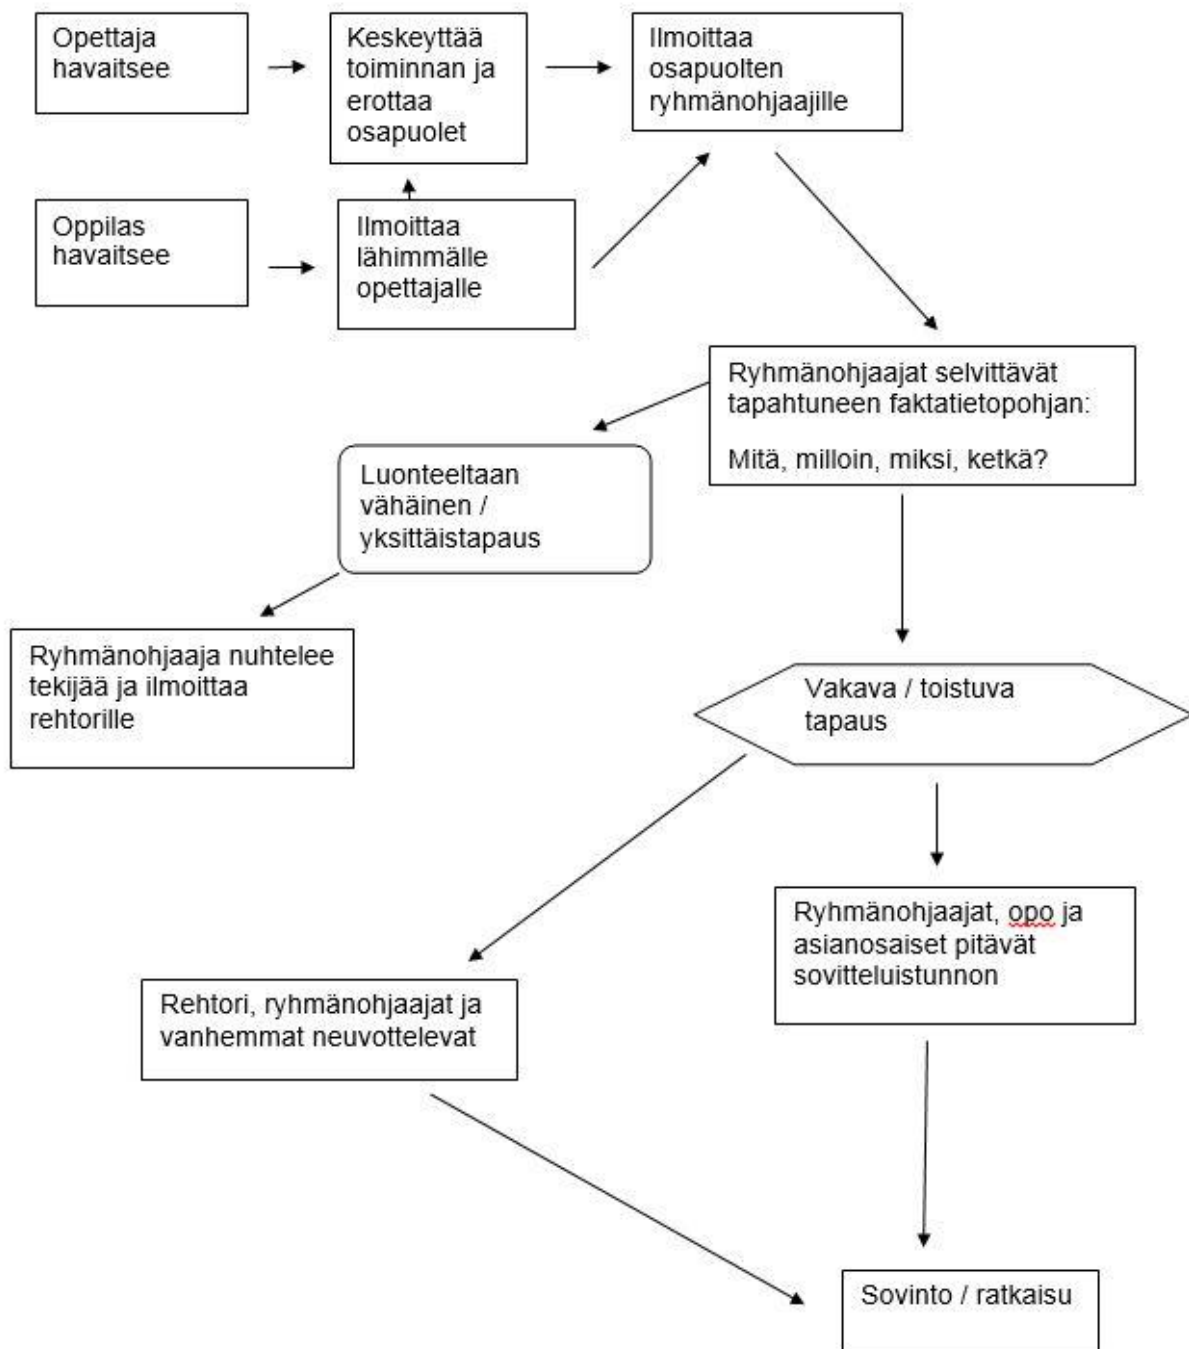 Opettaja
havaitsee
Keskeyttää
toiminnan ja
erottaa
osapuolet
Ilmoittaa
osapuolten
ryhmänohjaajille
Oppilas
havaitsee
Ilmoittaa
lähimmälle
opettajalle
Ryhmänohjaajat selvittävät
tapahtuneen faktatietopohjan:
Mitä, milloin, miksi, ketkä?
Luonteeltaan
vähäinen /
yksittäistapaus
Ryhmänohjaaja nuhtelee
tekijää ja ilmoittaa
rehtorille
Vakava / toistuva
tapaus
Ryhmänohjaajat, opo ja
asianosaiset pitävät
sovitteluistunnon
Rehtori, ryhmänohjaajat ja
vanhemmat neuvottelevat
Sovinto / ratkaisu